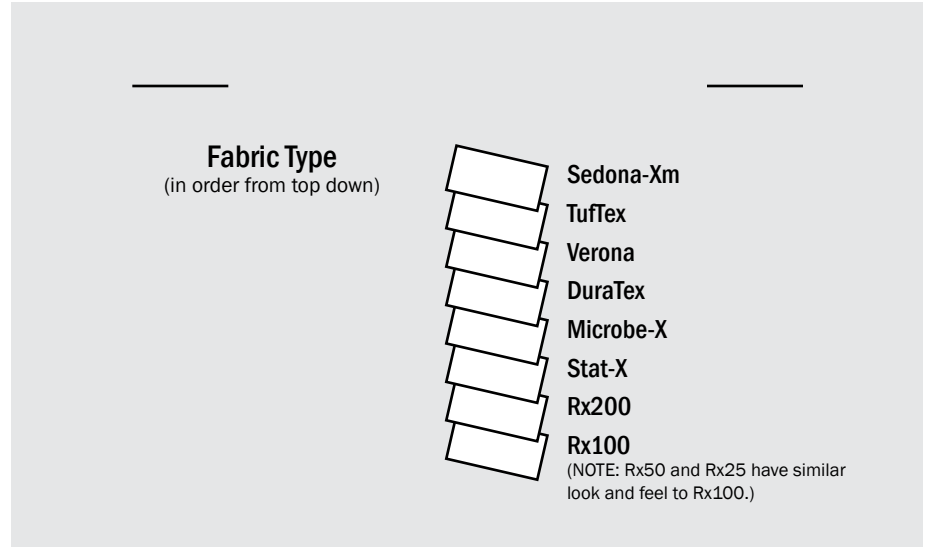 Fabric Type
(in order from top down)
Sedona-Xm
TufTex
Verona
DuraTex
Microbe-X
Stat-X
Rx200
Rx100
(NOTE: Rx50 and Rx25 have similar
look and feel to Rx100.)